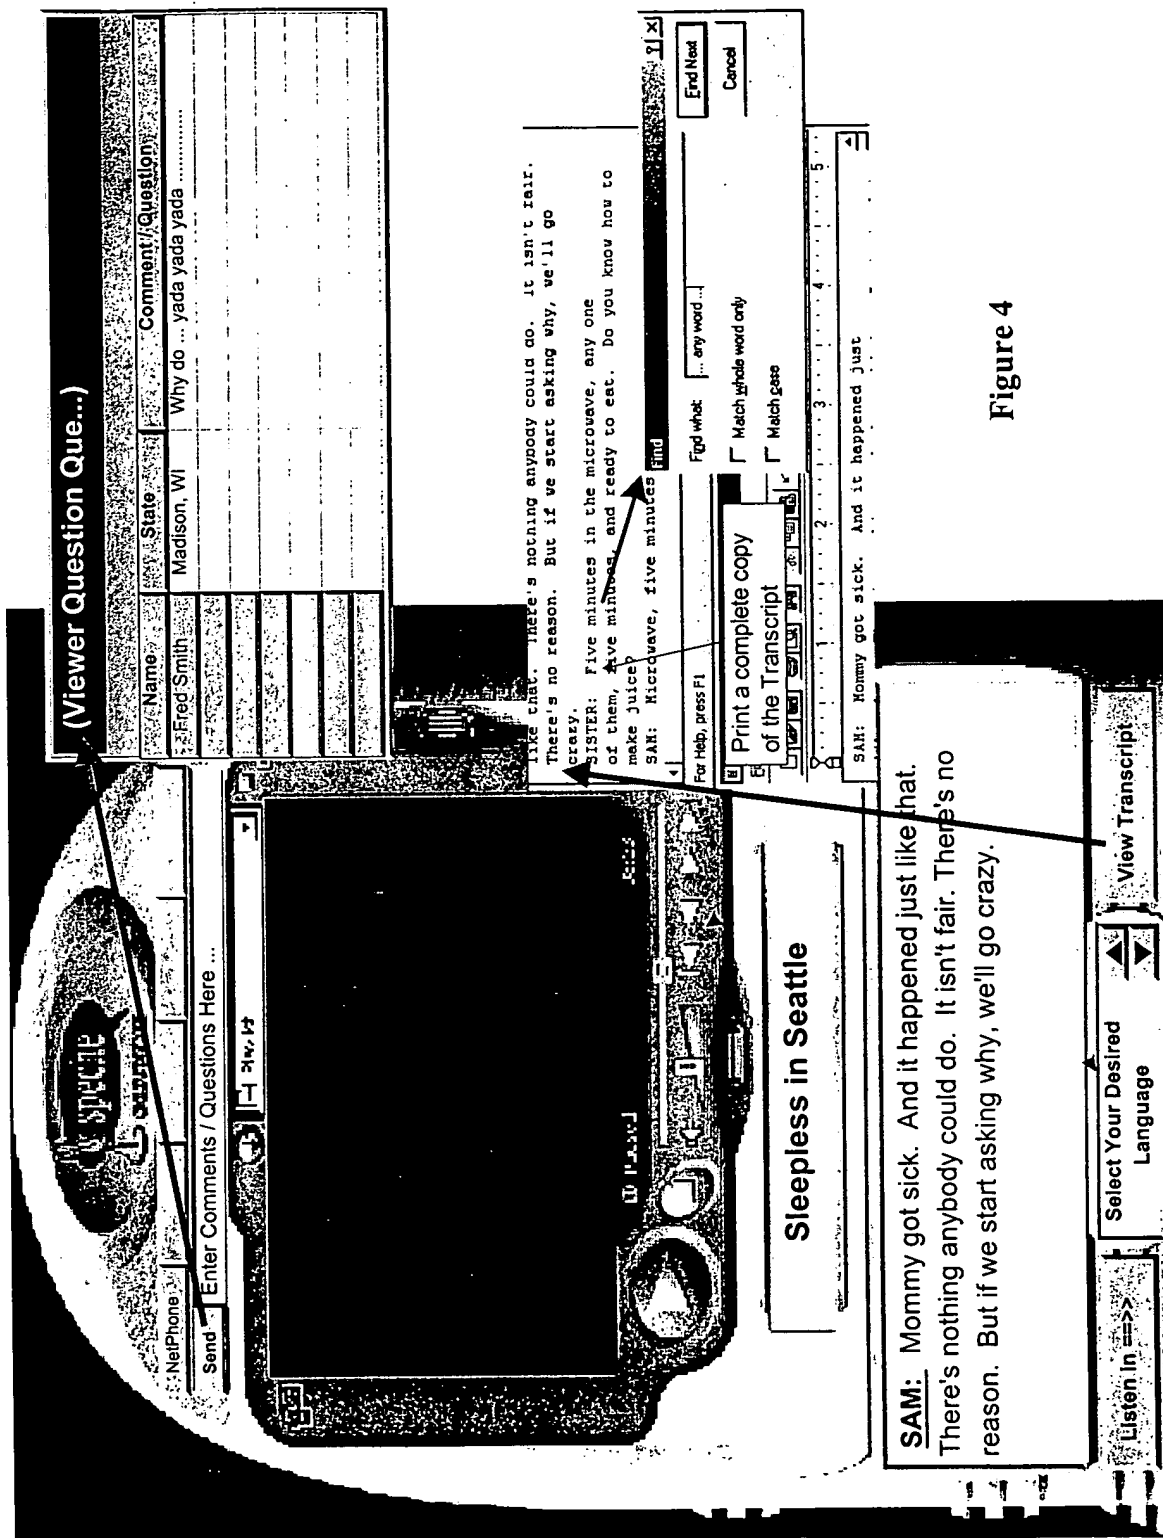 (Viewer Question Que...)
Name State Comment / Question
Fred Smith Madison, WI Why do ... yada yada yada ................
NetPhone
Send Enter Comments / Questions Here ...
like that. There's nothing anybody could do. It isn't fair.
There's no reason. But if we start asking why, we'll go
crazy.
SISTER: Five minutes in the microwave, any one
of them, five minutes, and ready to eat. Do you know how to
make juice?
SAM: Microwave, five minutes
For Help, press F1
Find
Find what: ... any word ...
Find Next
Cancel
Match whole word only
Match case
Print a complete copy
of the Transcript
1 2 3 4 5
SAM: Mommy got sick. And it happened just
Sleepless in Seattle
SAM: Mommy got sick. And it happened just like that.
There's nothing anybody could do. It isn't fair. There's no
reason. But if we start asking why, we'll go crazy.
Listen in ==>>
Select Your Desired
Language
View Transcript
Figure 4